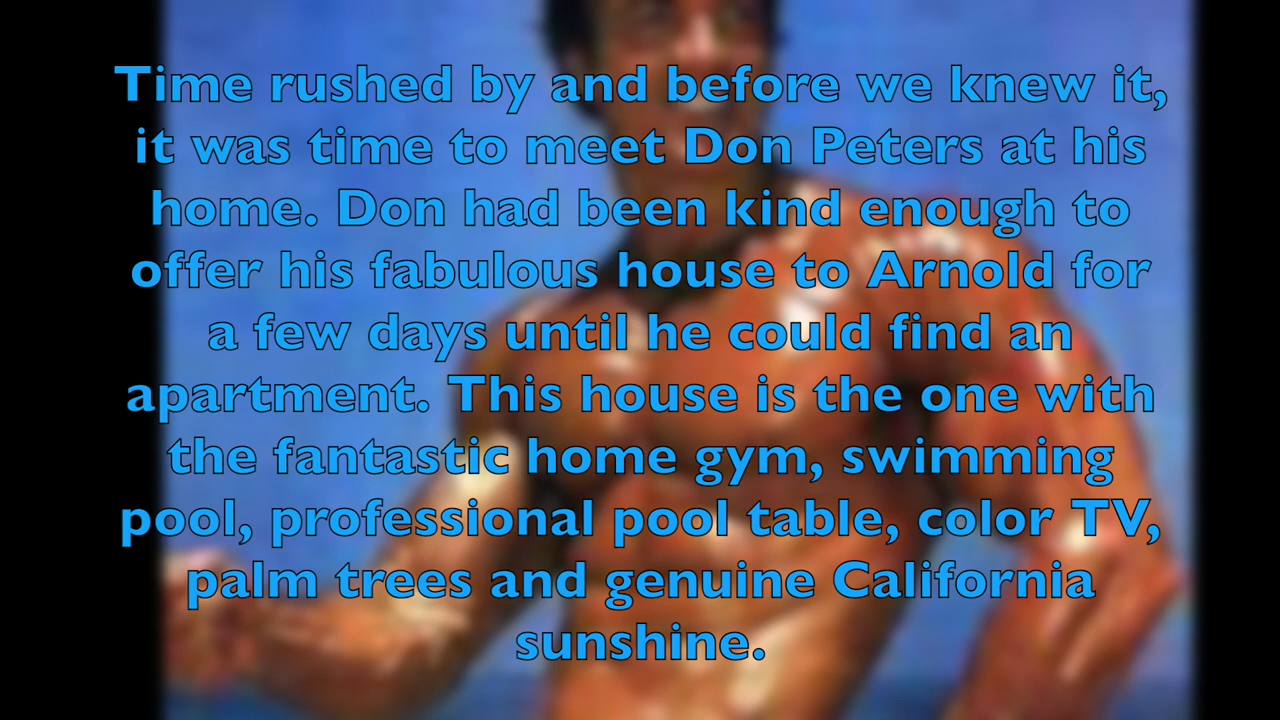 Time rushed by and before we knew it,
it was time to meet Don Peters at his
home. Don had been kind enough to
offer his fabulous house to Arnold for
a few days until he could find an
apartment. This house is the one with
the fantastic home gym, swimming
pool, professional pool table, color TV,
palm trees and genuine California
sunshine.